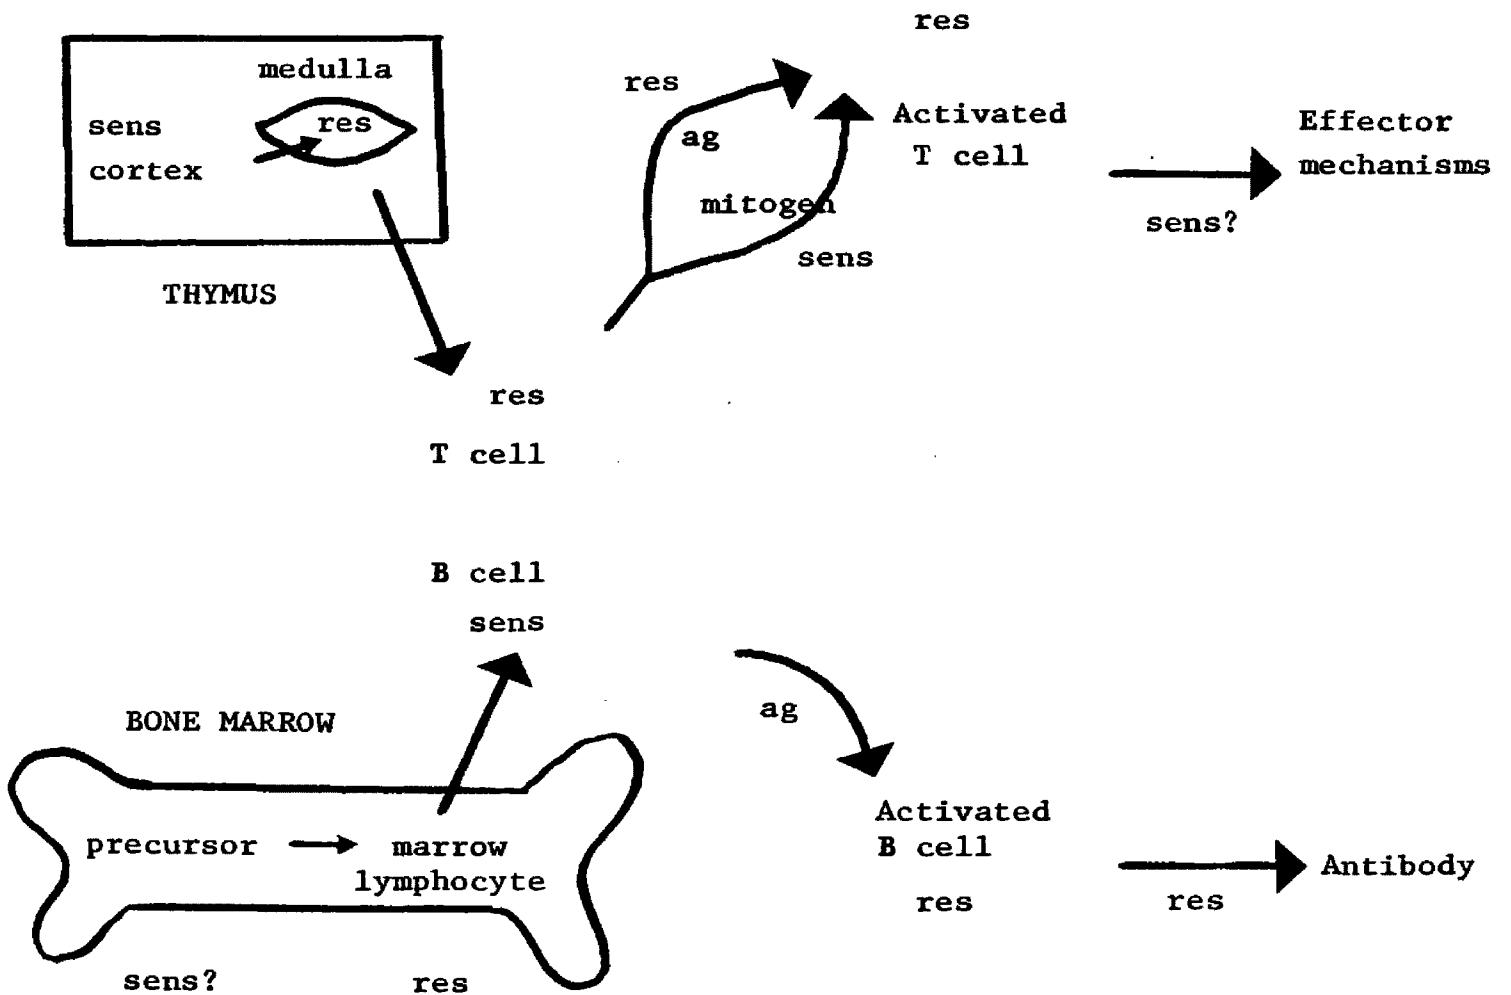 medulla
res
sens
cortex
THYMUS
res
res
ag
mitogen
sens
Activated
T cell
sens?
Effector
mechanisms
res
T cell
B cell
sens
BONE MARROW
ag
precursor
marrow
lymphocyte
sens?
res
Activated
B cell
res
res
Antibody